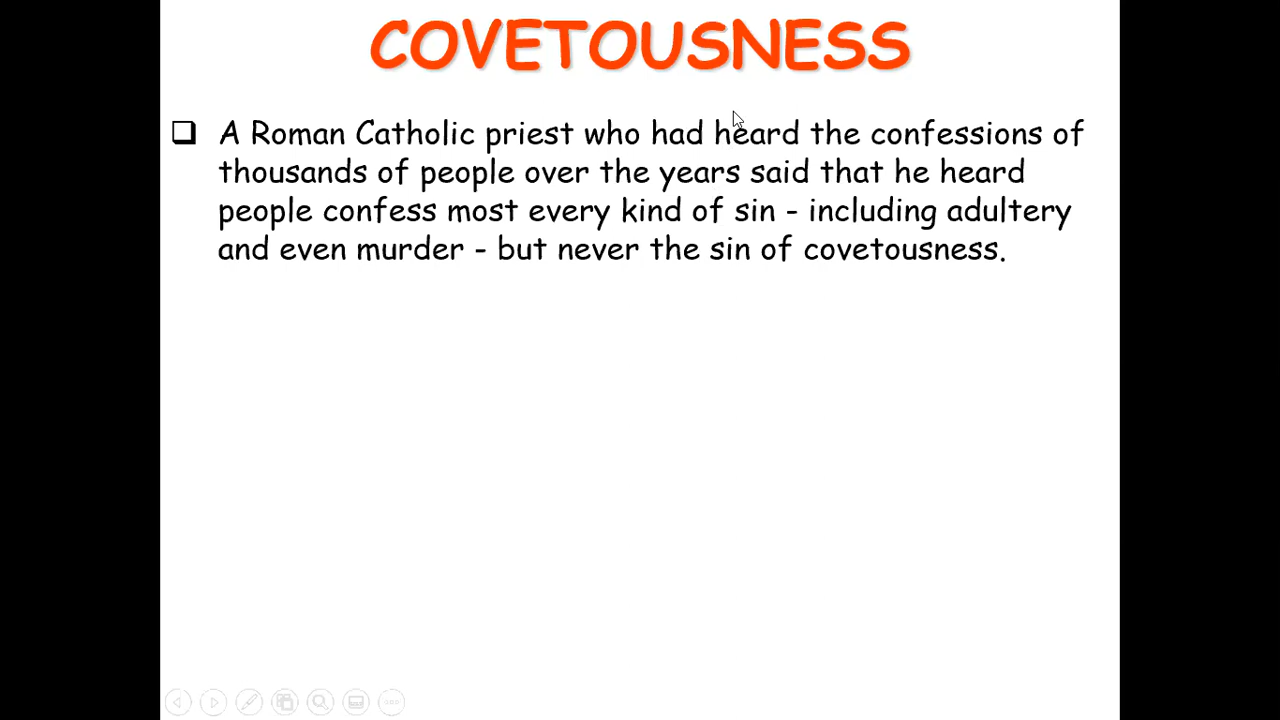 COVETOUSNESS
A Roman Catholic priest who had heard the confessions of
thousands of people over the years said that he heard
people confess most every kind of sin - including adultery
and even murder - but never the sin of covetousness.